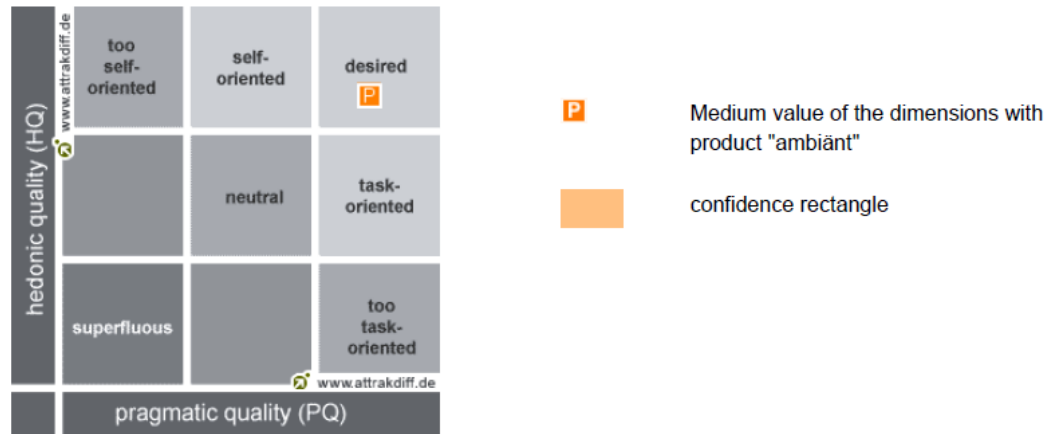 hedonic quality (HQ)
www.attrakdiff.de
too
self-
oriented
self-
oriented
desired
P
neutral
task-
oriented
superfluous
too
task-
oriented
www.attrakdiff.de
pragmatic quality (PQ)
P
Medium value of the dimensions with
product "ambiänt"
confidence rectangle